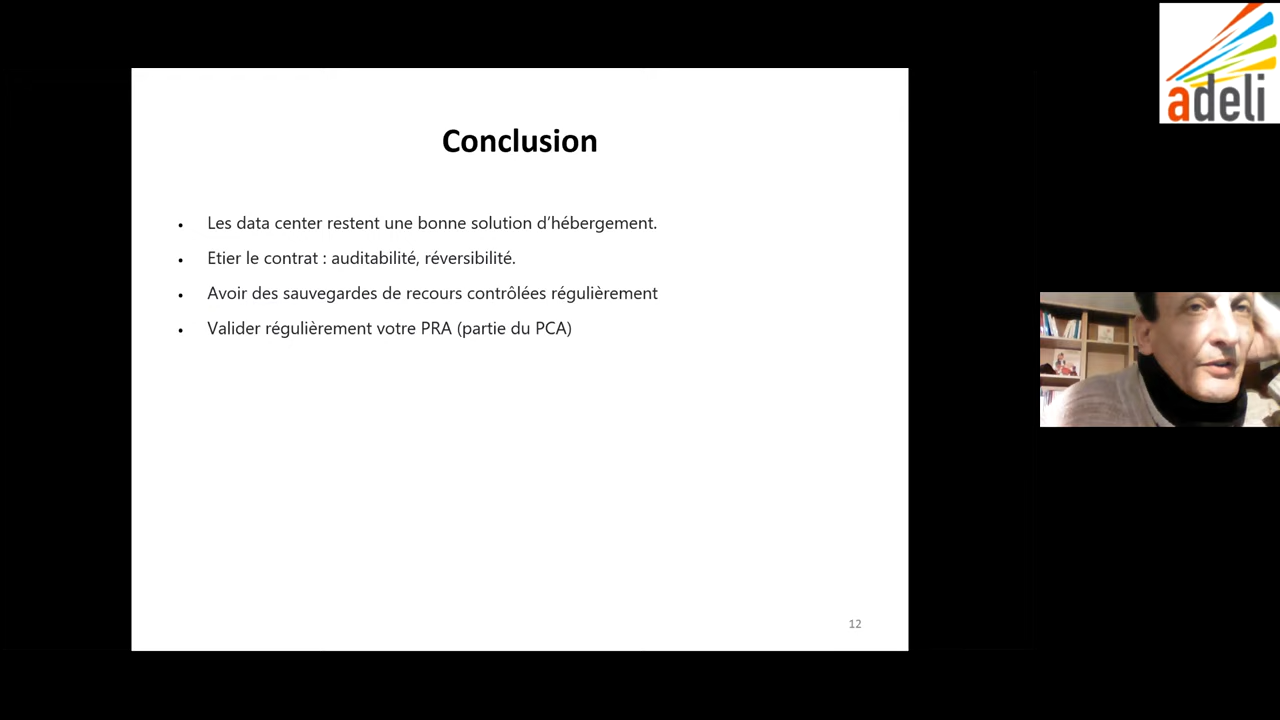 adeli
Conclusion
• Les data center restent une bonne solution d’hébergement.
• Etier le contrat : auditabilité, réversibilité.
• Avoir des sauvegardes de recours contrôlées régulièrement
• Valider régulièrement votre PRA (partie du PCA)
12